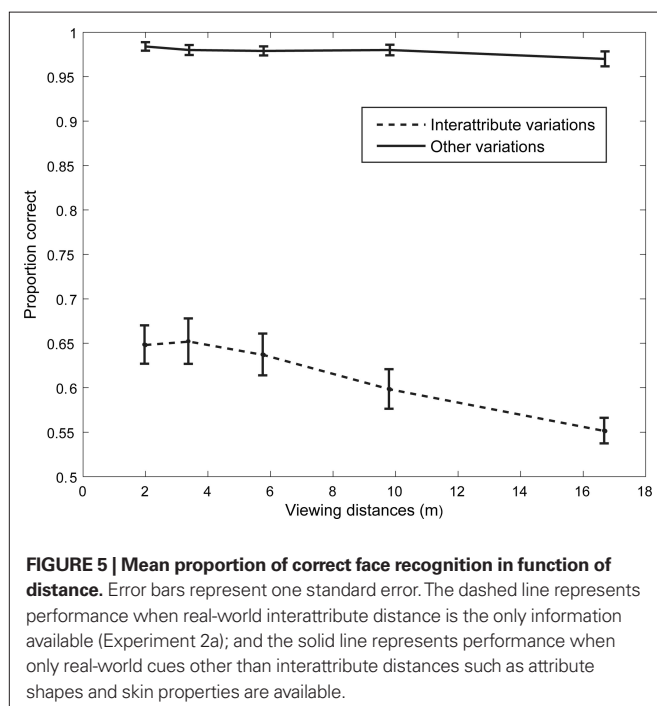 1
0.95
0.9
0.85
0.8
0.75
0.7
0.65
0.6
0.55
0.5
Proportion correct
Interattribute variations
Other variations
0 2 4 6 8 10 12 14 16 18
Viewing distances (m)
FIGURE 5 | Mean proportion of correct face recognition in function of
distance. Error bars represent one standard error. The dashed line represents
performance when real-world interattribute distance is the only information
available (Experiment 2a); and the solid line represents performance when
only real-world cues other than interattribute distances such as attribute
shapes and skin properties are available.